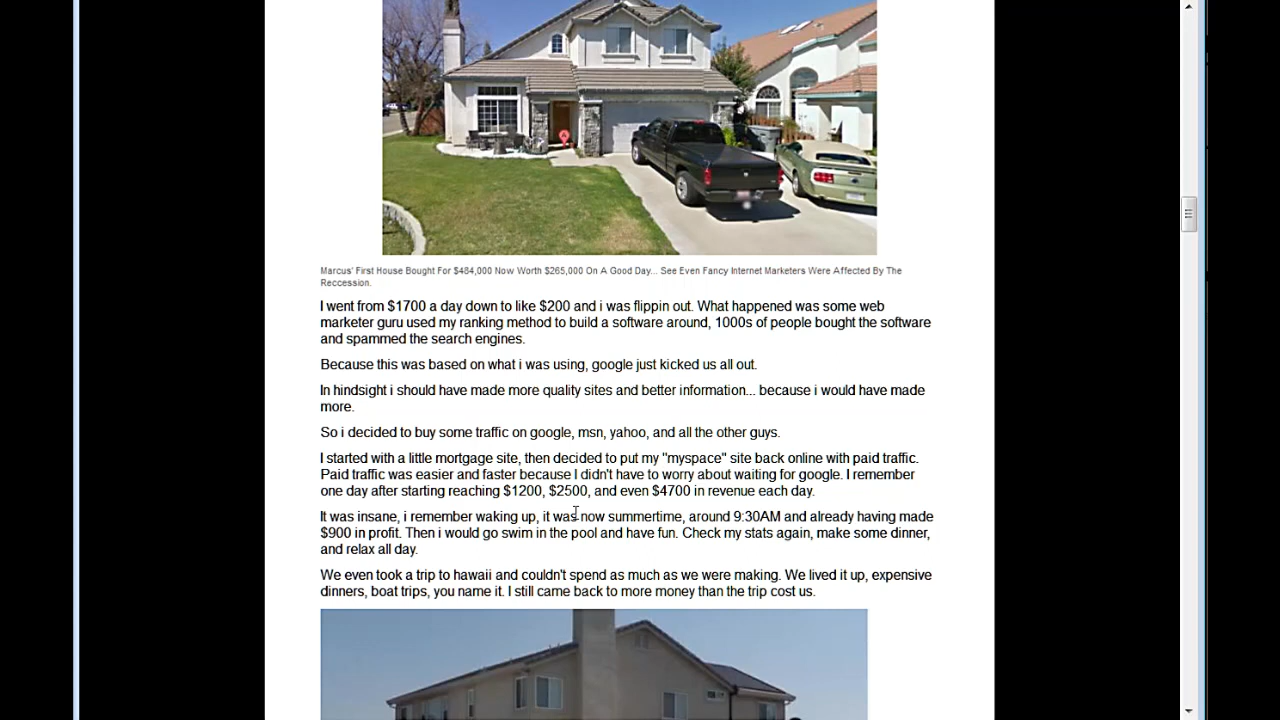 Marcus' First House Bought For $484,000 Now Worth $265,000 On A Good Day... See Even Fancy Internet Marketers Were Affected By The
Reccession.
I went from $1700 a day down to like $200 and i was flippin out. What happened was some web
marketer guru used my ranking method to build a software around, 1000s of people bought the software
and spammed the search engines.
Because this was based on what i was using, google just kicked us all out.
In hindsight i should have made more quality sites and better information... because i would have made
more.
So i decided to buy some traffic on google, msn, yahoo, and all the other guys.
I started with a little mortgage site, then decided to put my "myspace" site back online with paid traffic.
Paid traffic was easier and faster because I didn't have to worry about waiting for google. I remember
one day after starting reaching $1200, $2500, and even $4700 in revenue each day.
It was insane, i remember waking up, it was now summertime, around 9:30AM and already having made
$900 in profit. Then i would go swim in the pool and have fun. Check my stats again, make some dinner,
and relax all day.
We even took a trip to hawaii and couldn't spend as much as we were making. We lived it up, expensive
dinners, boat trips, you name it. I still came back to more money than the trip cost us.